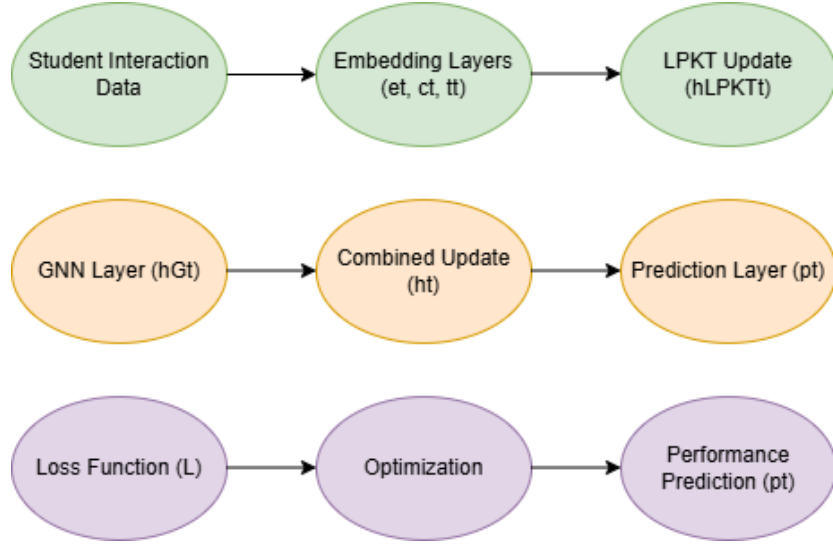 Student Interaction
Data
Embedding Layers
(et, ct, tt)
LPKT Update
(hLPKTt)
GNN Layer (hGt)
Combined Update
(ht)
Prediction Layer (pt)
Loss Function (L)
Optimization
Performance
Prediction (pt)